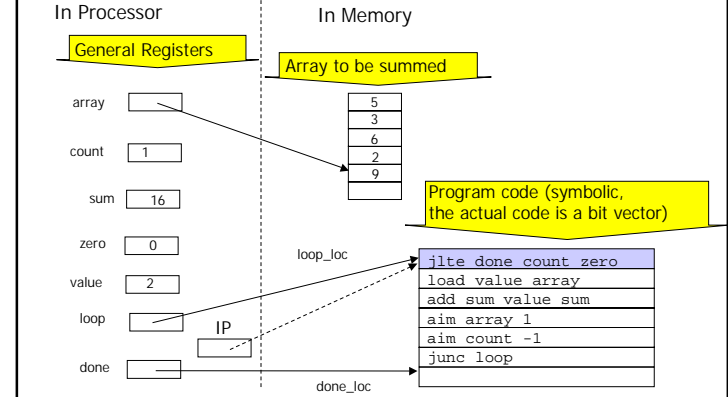 In Processor
In Memory
General Registers
Array to be summed
array
count
1
sum
16
zero
0
value
2
loop
IP
done
5
3
6
2
9
Program code (symbolic,
the actual code is a bit vector)
loop_loc
jlte done count zero
load value array
add sum value sum
aim array 1
aim count -1
junc loop
done_loc